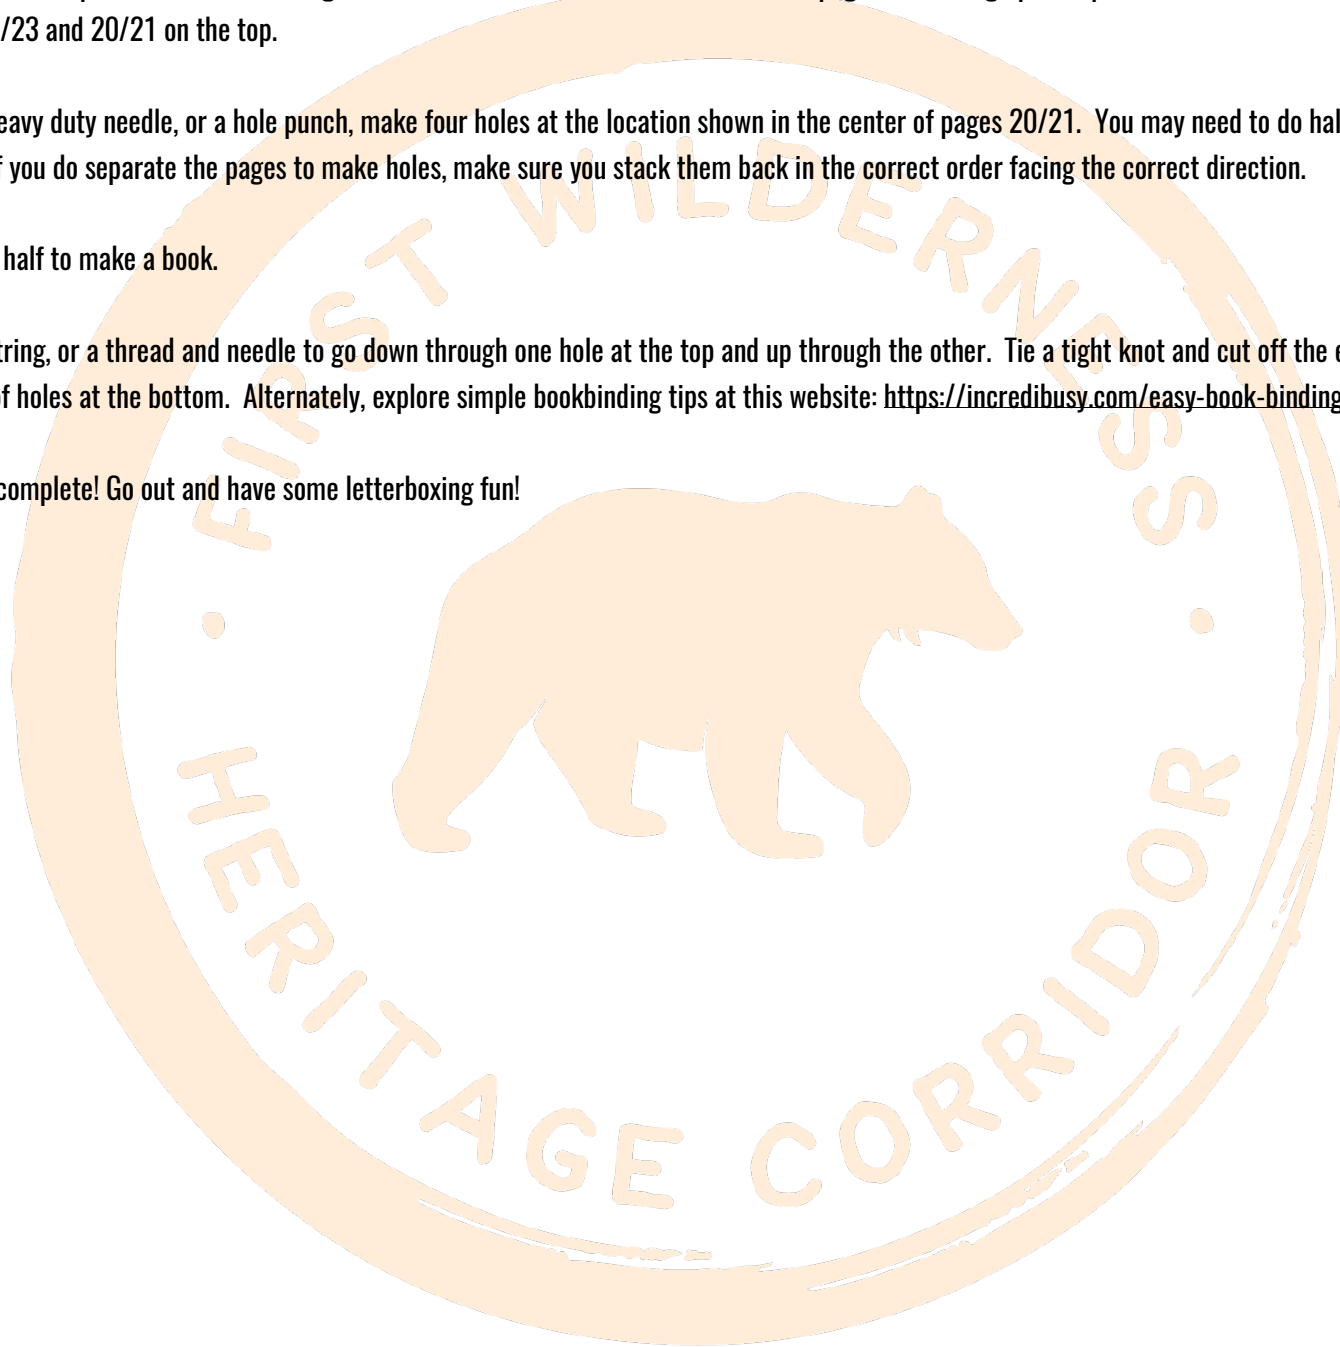 /23 and 20/21 on the top.
eavy duty needle, or a hole punch, make four holes at the location shown in the center of pages 20/21. You may need to do hal
f you do separate the pages to make holes, make sure you stack them back in the correct order facing the correct direction.
half to make a book.
tring, or a thread and needle to go down through one hole at the top and up through the other. Tie a tight knot and cut off the e
of holes at the bottom. Alternately, explore simple bookbinding tips at this website: https://incredibusy.com/easy-book-binding
complete! Go out and have some letterboxing fun!
· FIRST WILDERNESS ·
HERITAGE CORRIDOR